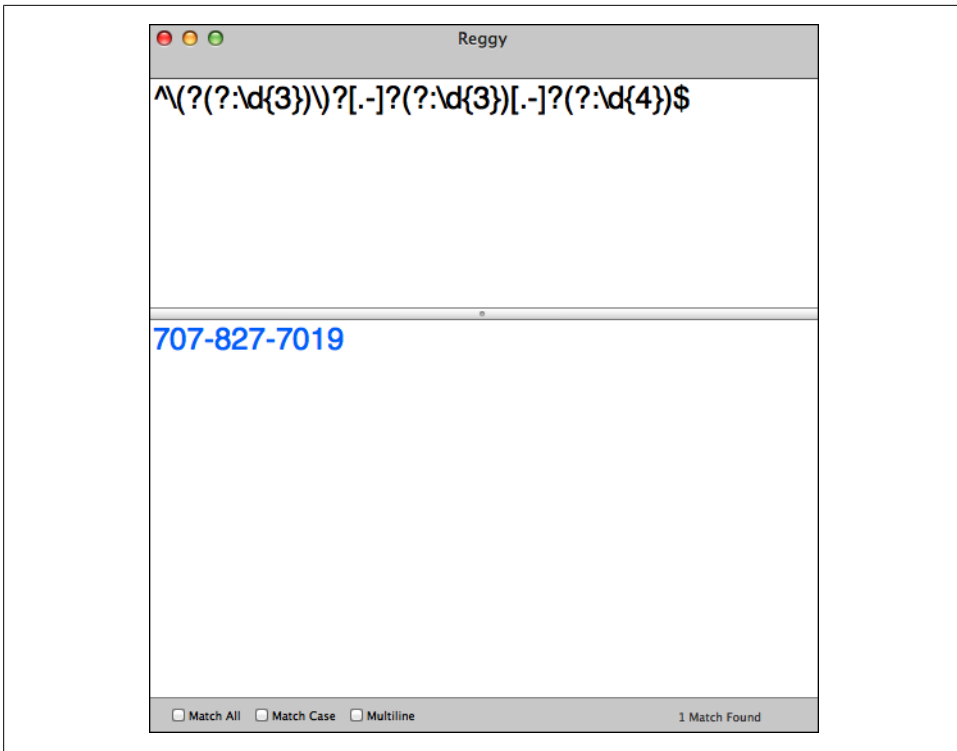 Reggy
^\(?(?:\d{3})\)?[.-]?(?:\d{3})[.-]?(?:\d{4})$
707-827-7019
Match All Match Case Multiline 1 Match Found